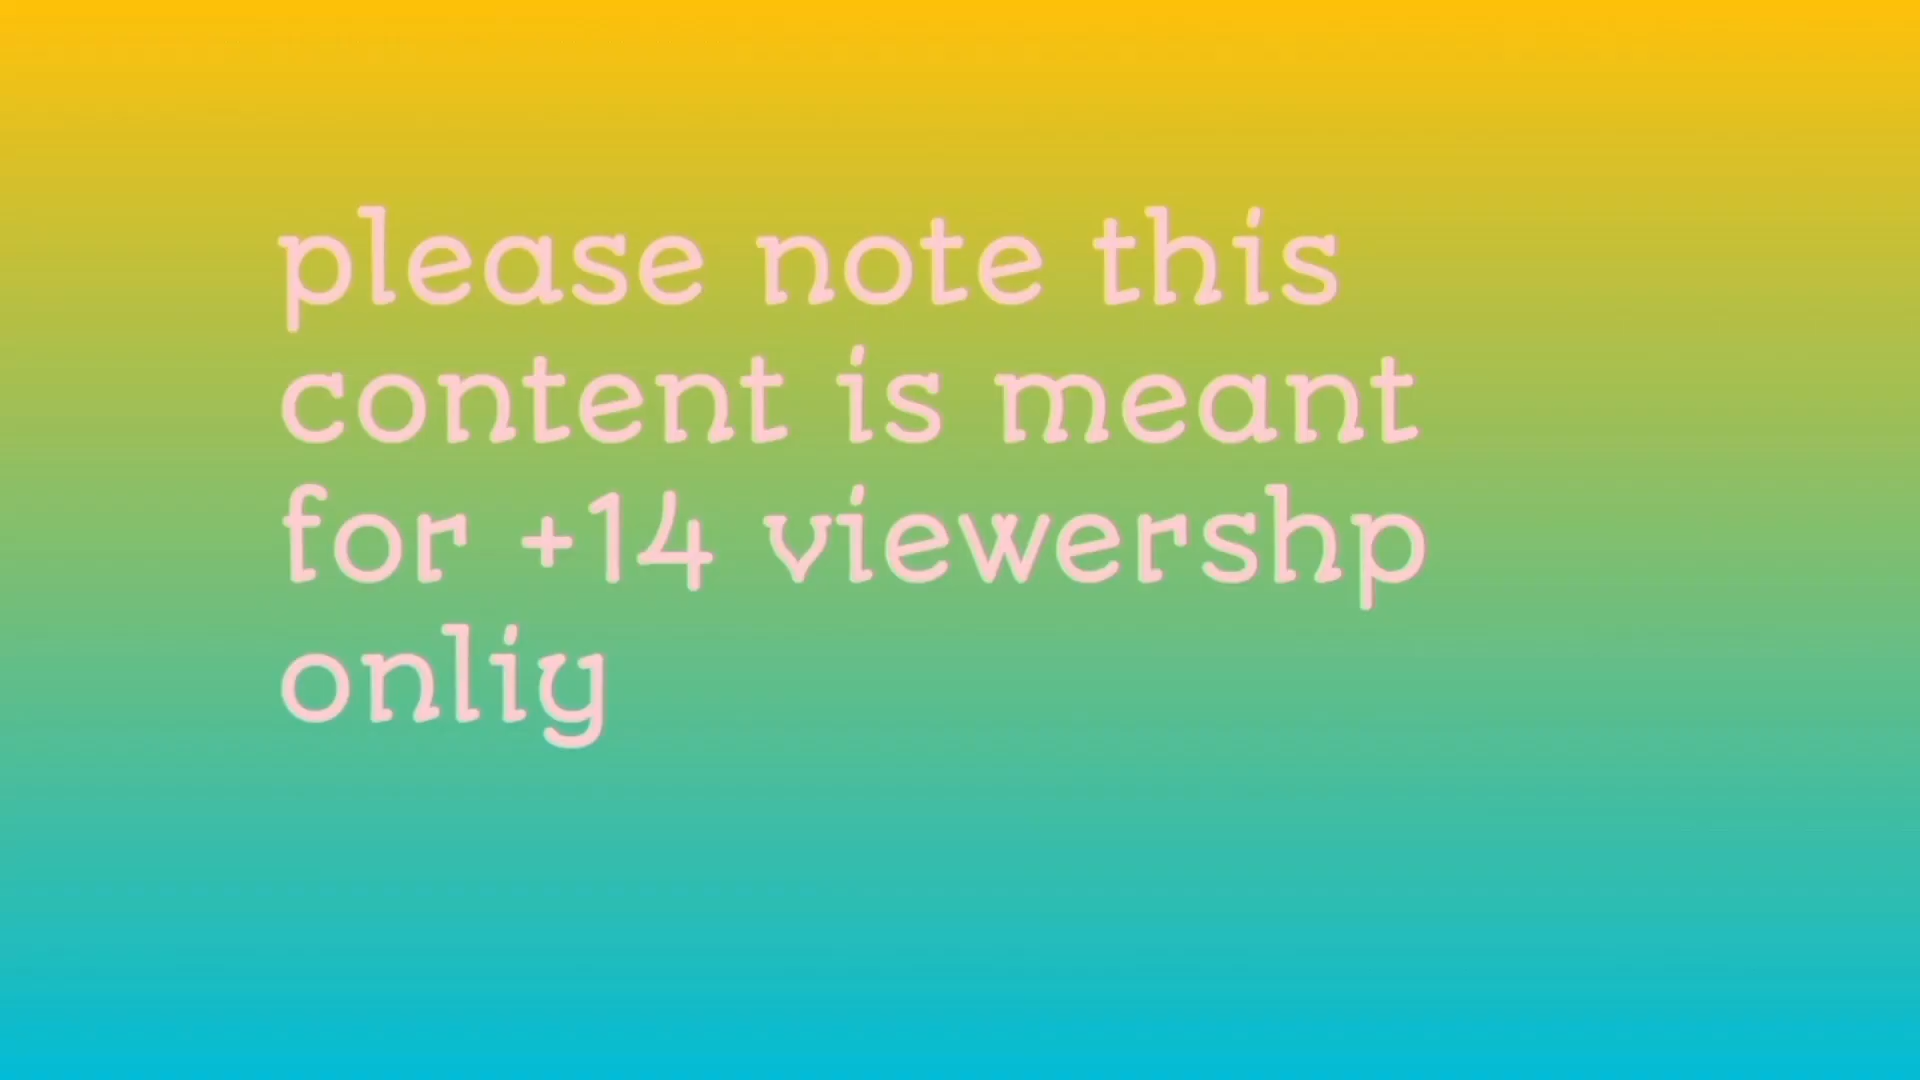 please note this
content is meant
for +14 viewershp
onliy